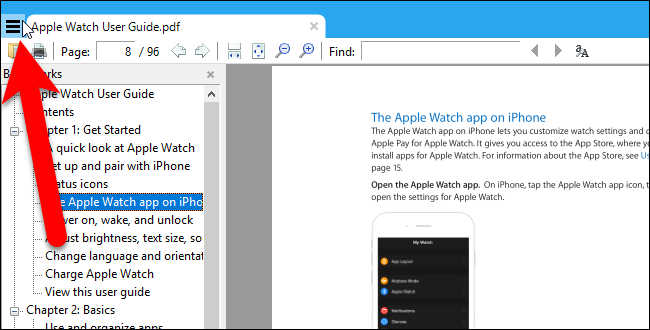 Apple Watch User Guide.pdf
Page: 8 / 96 Find:
Apple Watch User Guide
Chapter 1: Get Started
A quick look at Apple Watch
up and pair with iPhone
icons
Apple Watch app on iPho
on, wake, and unlock
brightness, text size, so
Change language and orientat
Charge Apple Watch
View this user guide
Chapter 2: Basics
Use and organize apps
The Apple Watch app on iPhone
The Apple Watch app on iPhone lets you customize watch settings and
Apple Pay for Apple Watch. It gives you access to the App Store, where yo
install apps for Apple Watch. For information about the App Store, see Us
page 15.
Open the Apple Watch app. On iPhone, tap the Apple Watch app icon, t
open the settings for Apple Watch.
My Watch
App Layout
Airplane Mode
Apple Watch
Notifications
Glances